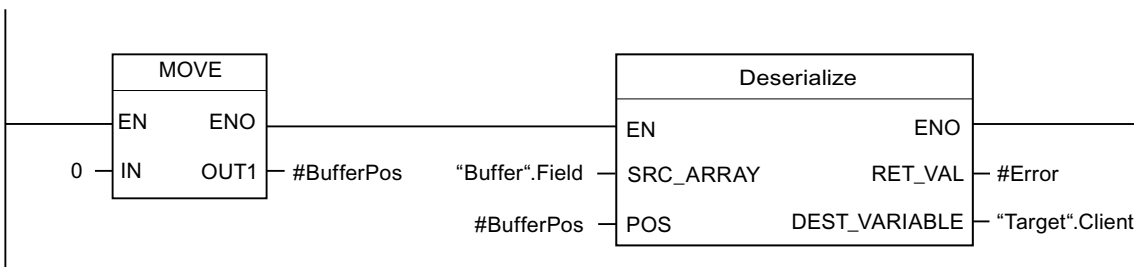 MOVE
Deserialize
EN ENO
EN ENO
0 IN OUT1 #BufferPos "Buffer“.Field SRC_ARRAY RET_VAL #Error
#BufferPos POS DEST_VARIABLE “Target“.Client